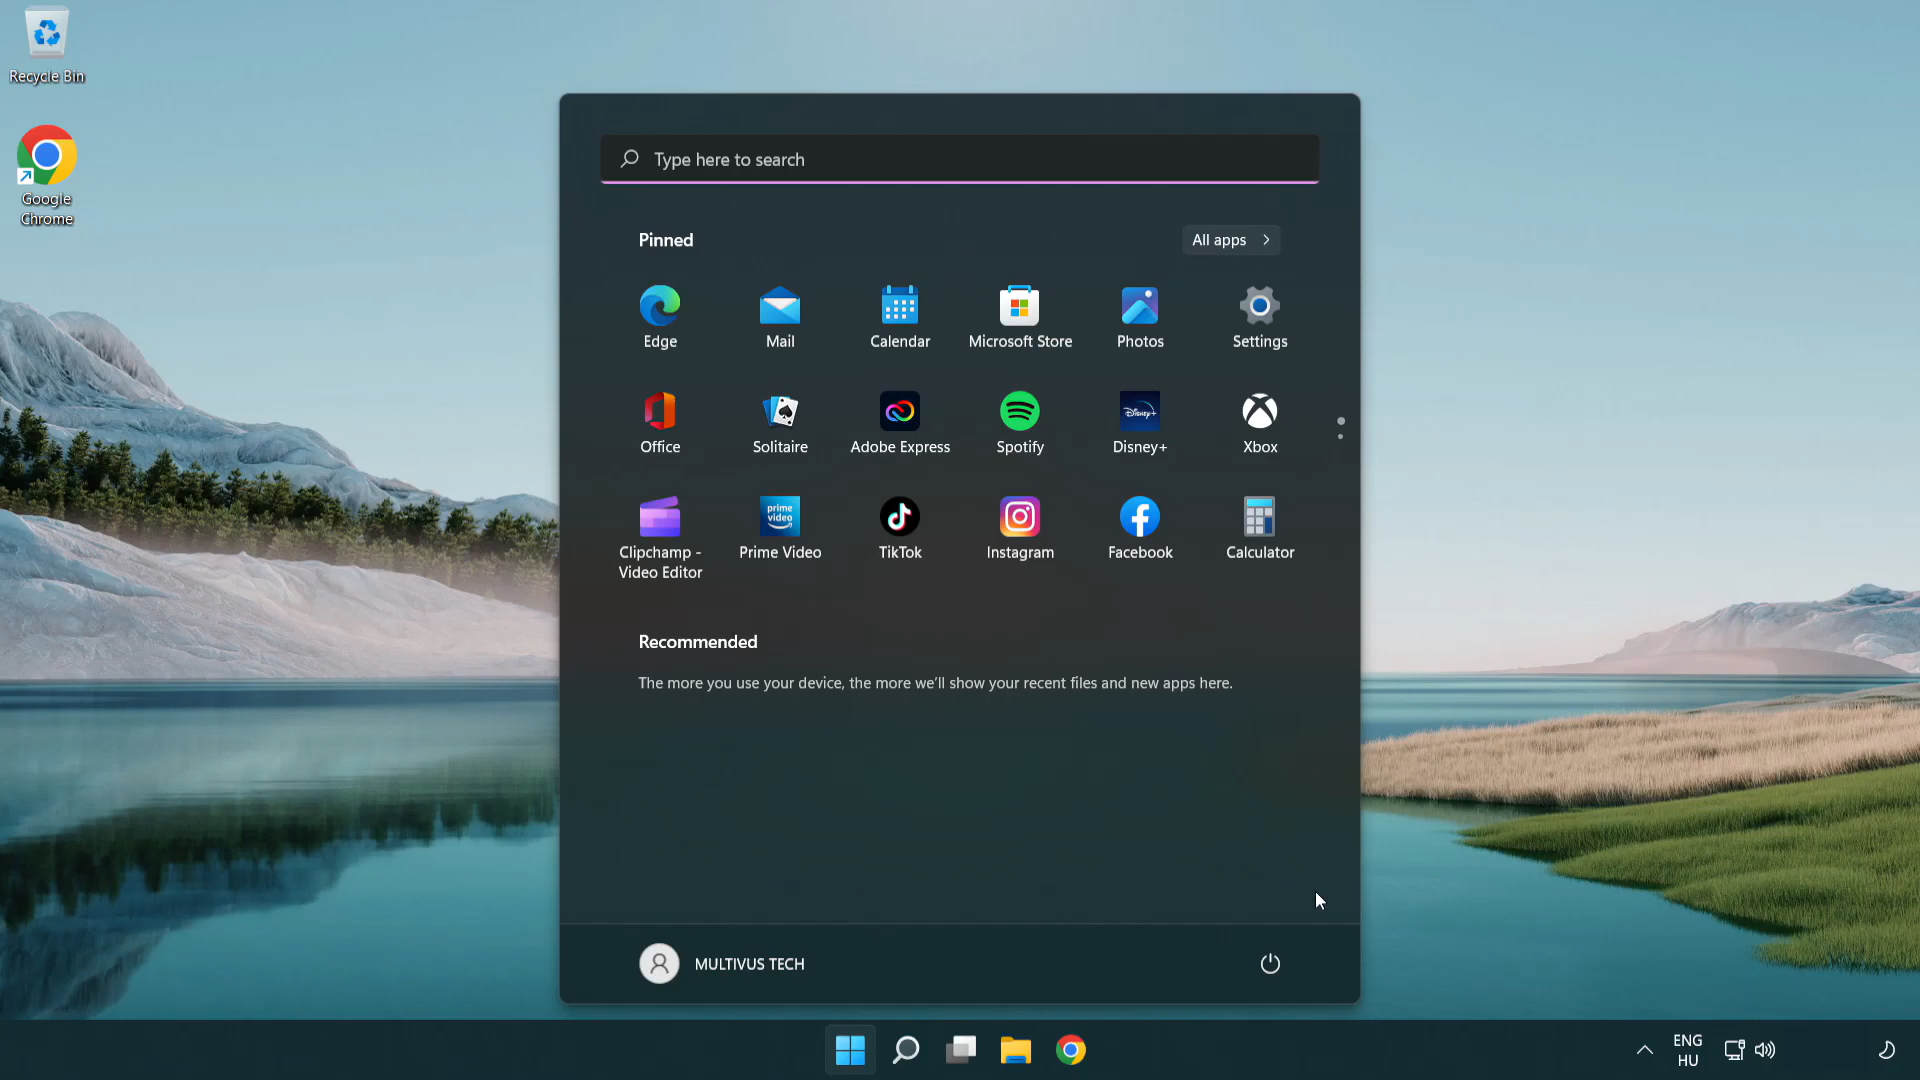 Recycle Bin
Google
Chrome
Type here to search
Pinned
All apps
Edge
Mail
Calendar
Microsoft Store
Photos
Settings
Office
Solitaire
Adobe Express
Spotify
Disney+
Disney+
Xbox
prime
video
Clipchamp -
Video Editor
Prime Video
TikTok
Instagram
Facebook
Calculator
Recommended
The more you use your device, the more we'll show your recent files and new apps here.
MULTIVUS TECH
ENG
HU